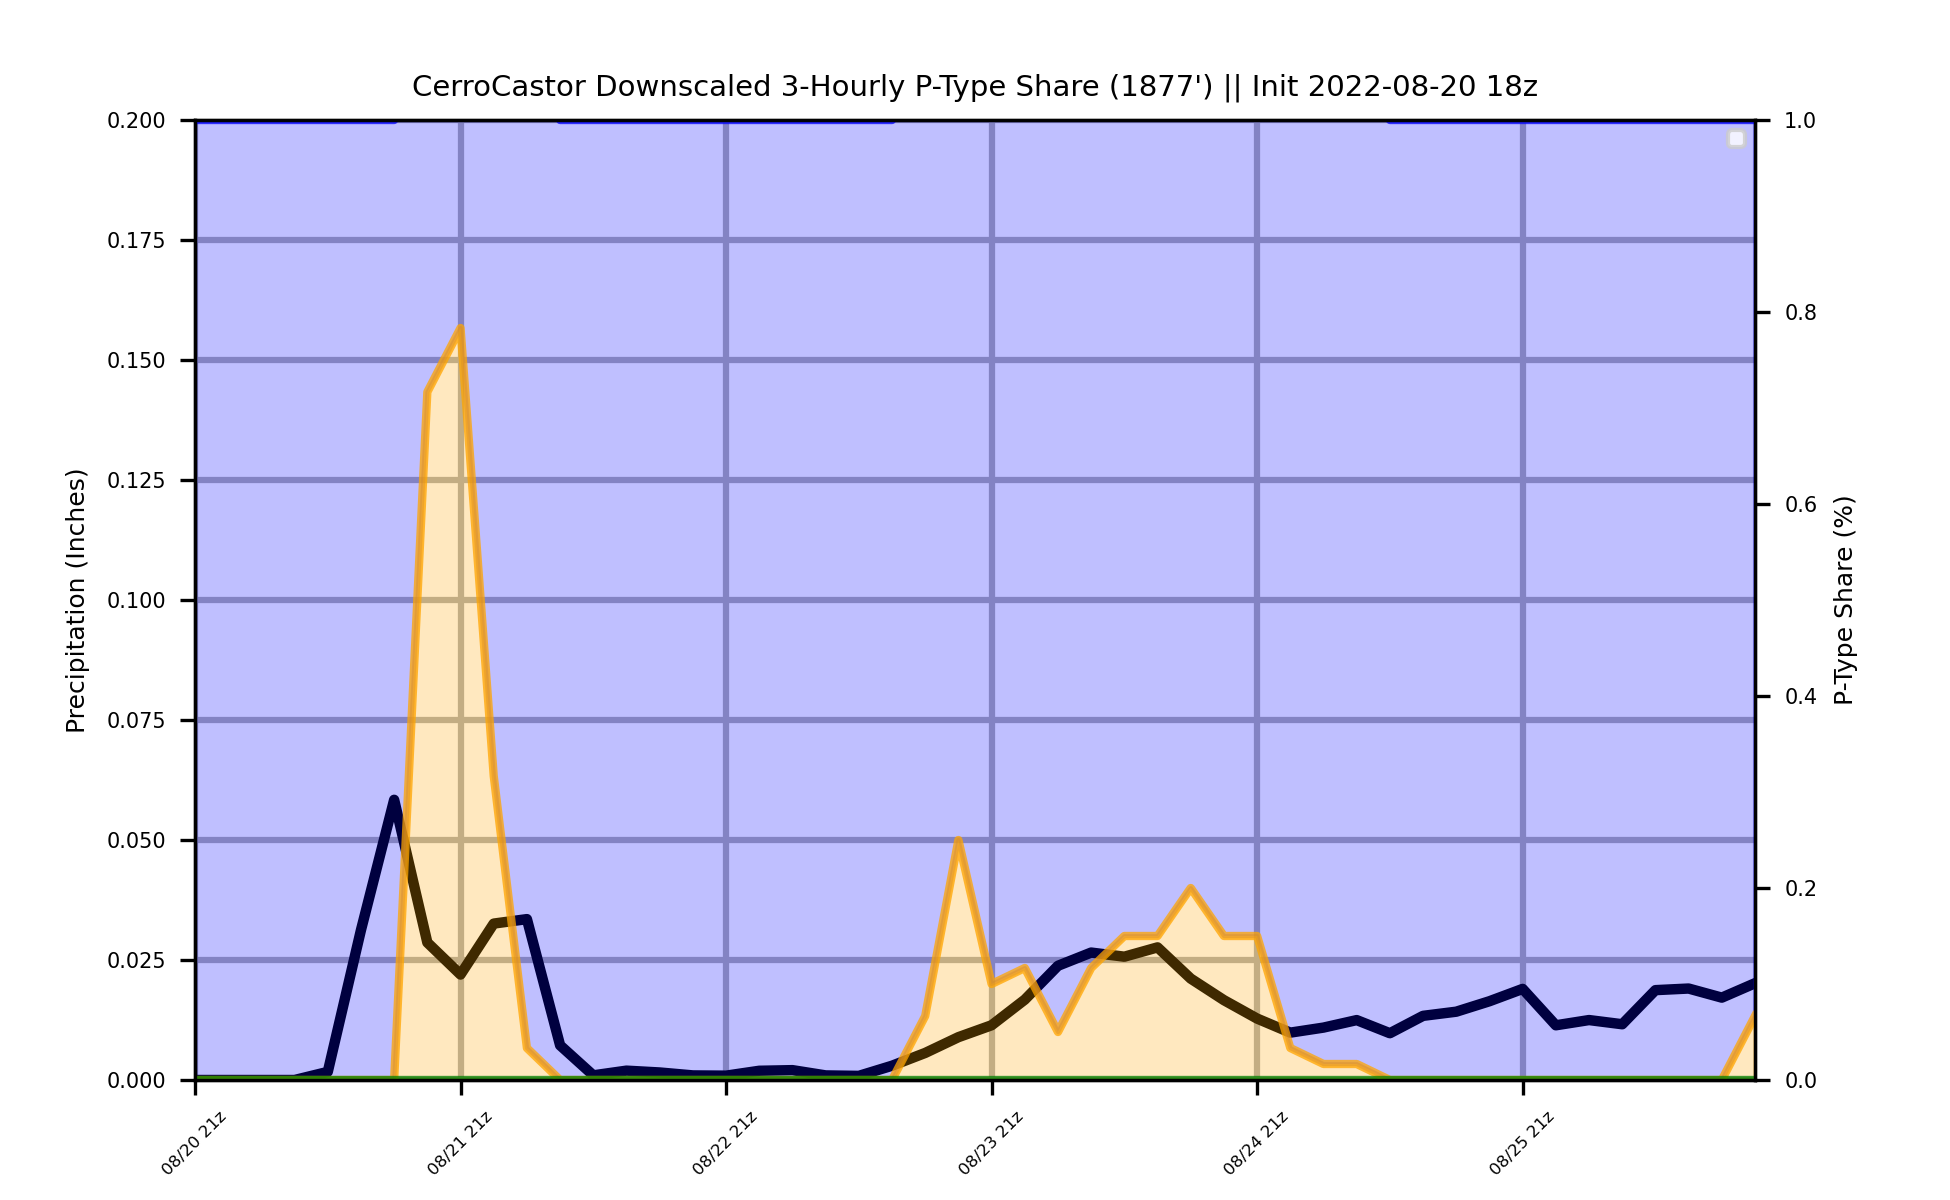 CerroCastor Downscaled 3-Hourly P-Type Share (1877') || Init 2022-08-20 18z
0.200
0.175
0.150
0.125
0.100
0.075
0.050
0.025
0.000
Precipitation (Inches)
1.0
0.8
0.6
0.4
0.2
0.0
P-Type Share (%)
08/20 21z
08/21 21z
08/22 21z
08/23 21z
08/24 21z
08/25 21z